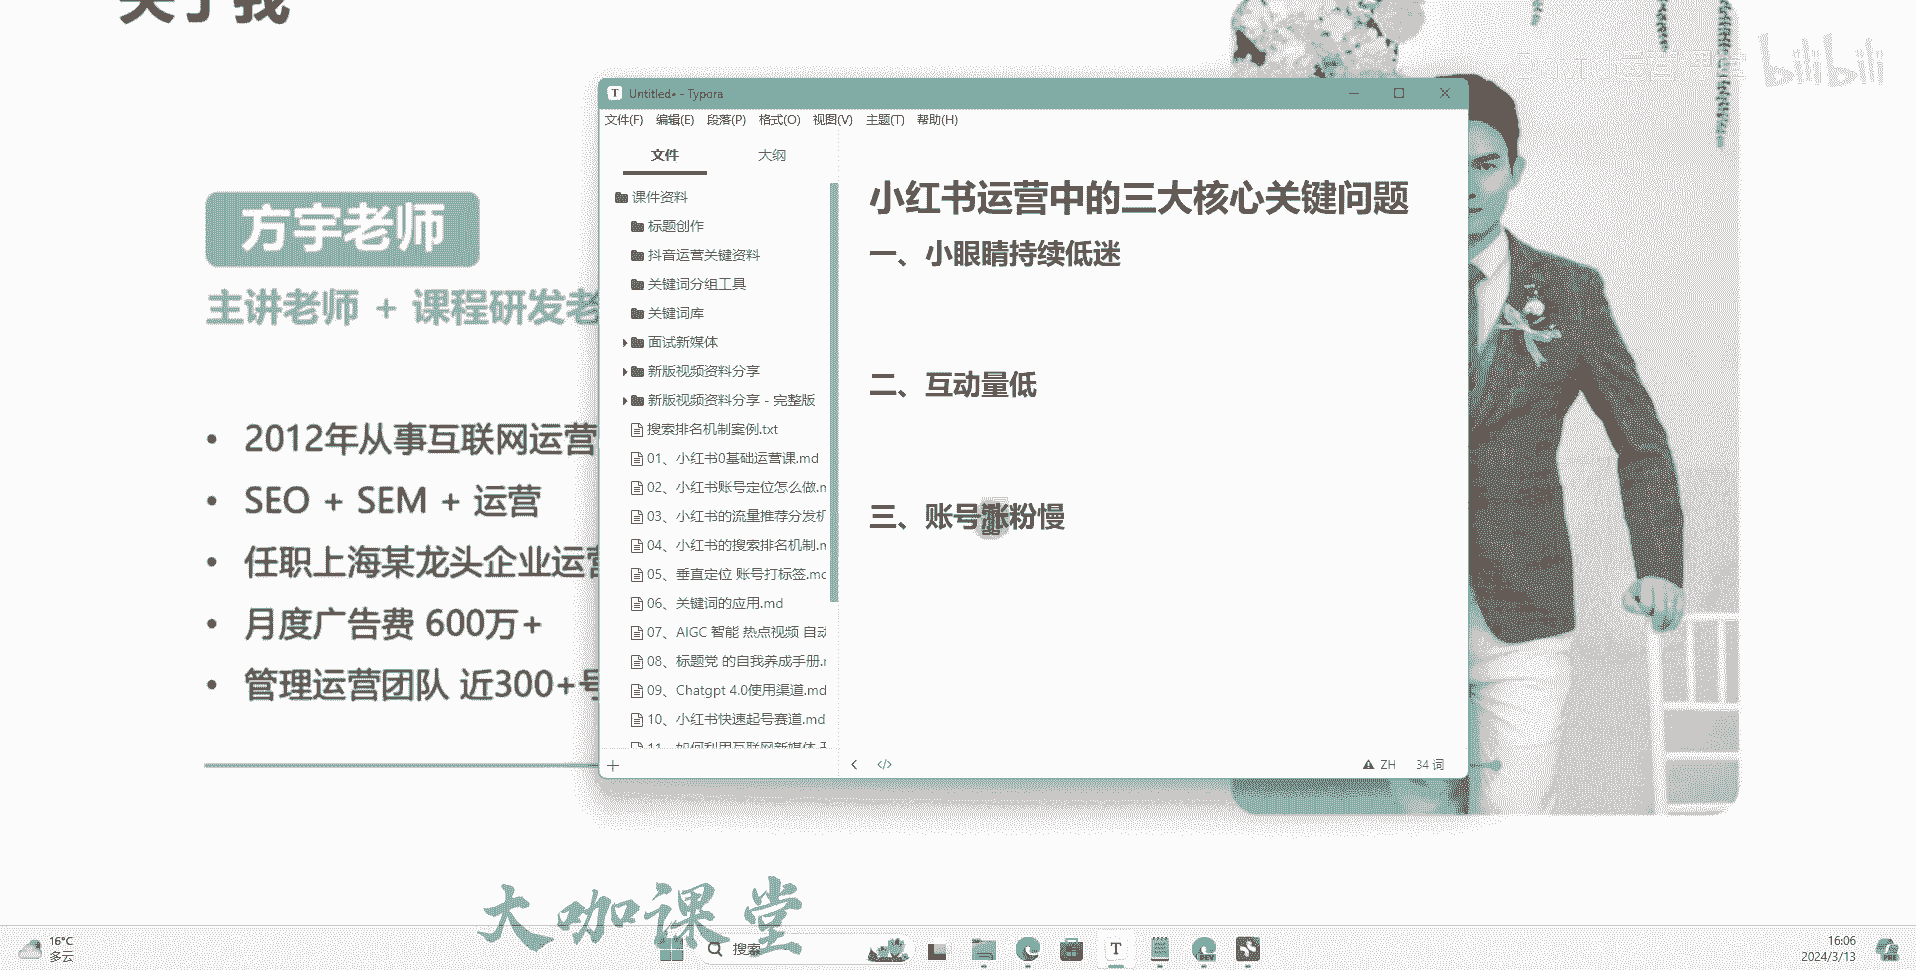 关于我
bilibili
方宇老师
主讲老师 + 课程研发老
2012年从事互联网运营
SEO + SEM + 运营
任职上海某龙头企业运营
月度广告费 600万+
管理运营团队 近300+号
Untitled• - Typora
文件(F) 编辑(E) 段落(P) 格式(O) 视图(V) 主题(T) 帮助(H)
文件 大纲
课件资料
标题创作
抖音运营关键资料
关键词分组工具
关键词库
面试新媒体
新版视频资料分享
新版视频资料分享 - 完整版
搜索排名机制案例.txt
01、小红书0基础运营课.md
02、小红书账号定位怎么做.m
03、小红书的流量推荐分发机
04、小红书的搜索排名机制.m
05、垂直定位 账号打标签.md
06、关键词的应用.md
07、AIGC 智能 热点视频 自动
08、标题党 的自我养成手册.m
09、Chatgpt 4.0使用渠道.md
10、小红书快速起号赛道.md
11、如何利用互联网新媒体
小红书运营中的三大核心关键问题
一、小眼睛持续低迷
二、互动量低
三、账号涨粉慢
ZH 34 词
大咖课堂
16°C
多云
搜索
16:06
2024/3/13